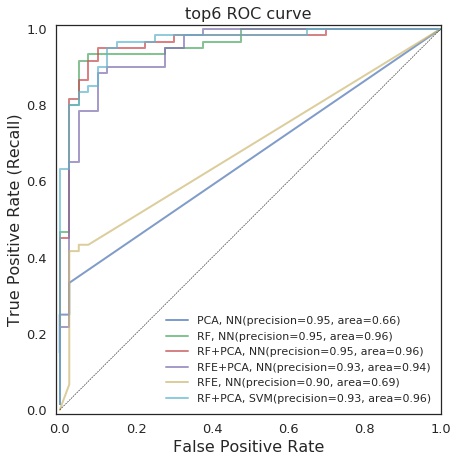 top6 ROC curve
True Positive Rate (Recall)
1.0
0.8
0.6
0.4
0.2
0.0
PCA, NN(precision=0.95, area=0.66)
RF, NN(precision=0.95, area=0.96)
RF+PCA, NN(precision=0.95, area=0.96)
RFE+PCA, NN(precision=0.93, area=0.94)
RFE, NN(precision=0.90, area=0.69)
RF+PCA, SVM(precision=0.93, area=0.96)
0.0 0.2 0.4 0.6 0.8 1.0
False Positive Rate